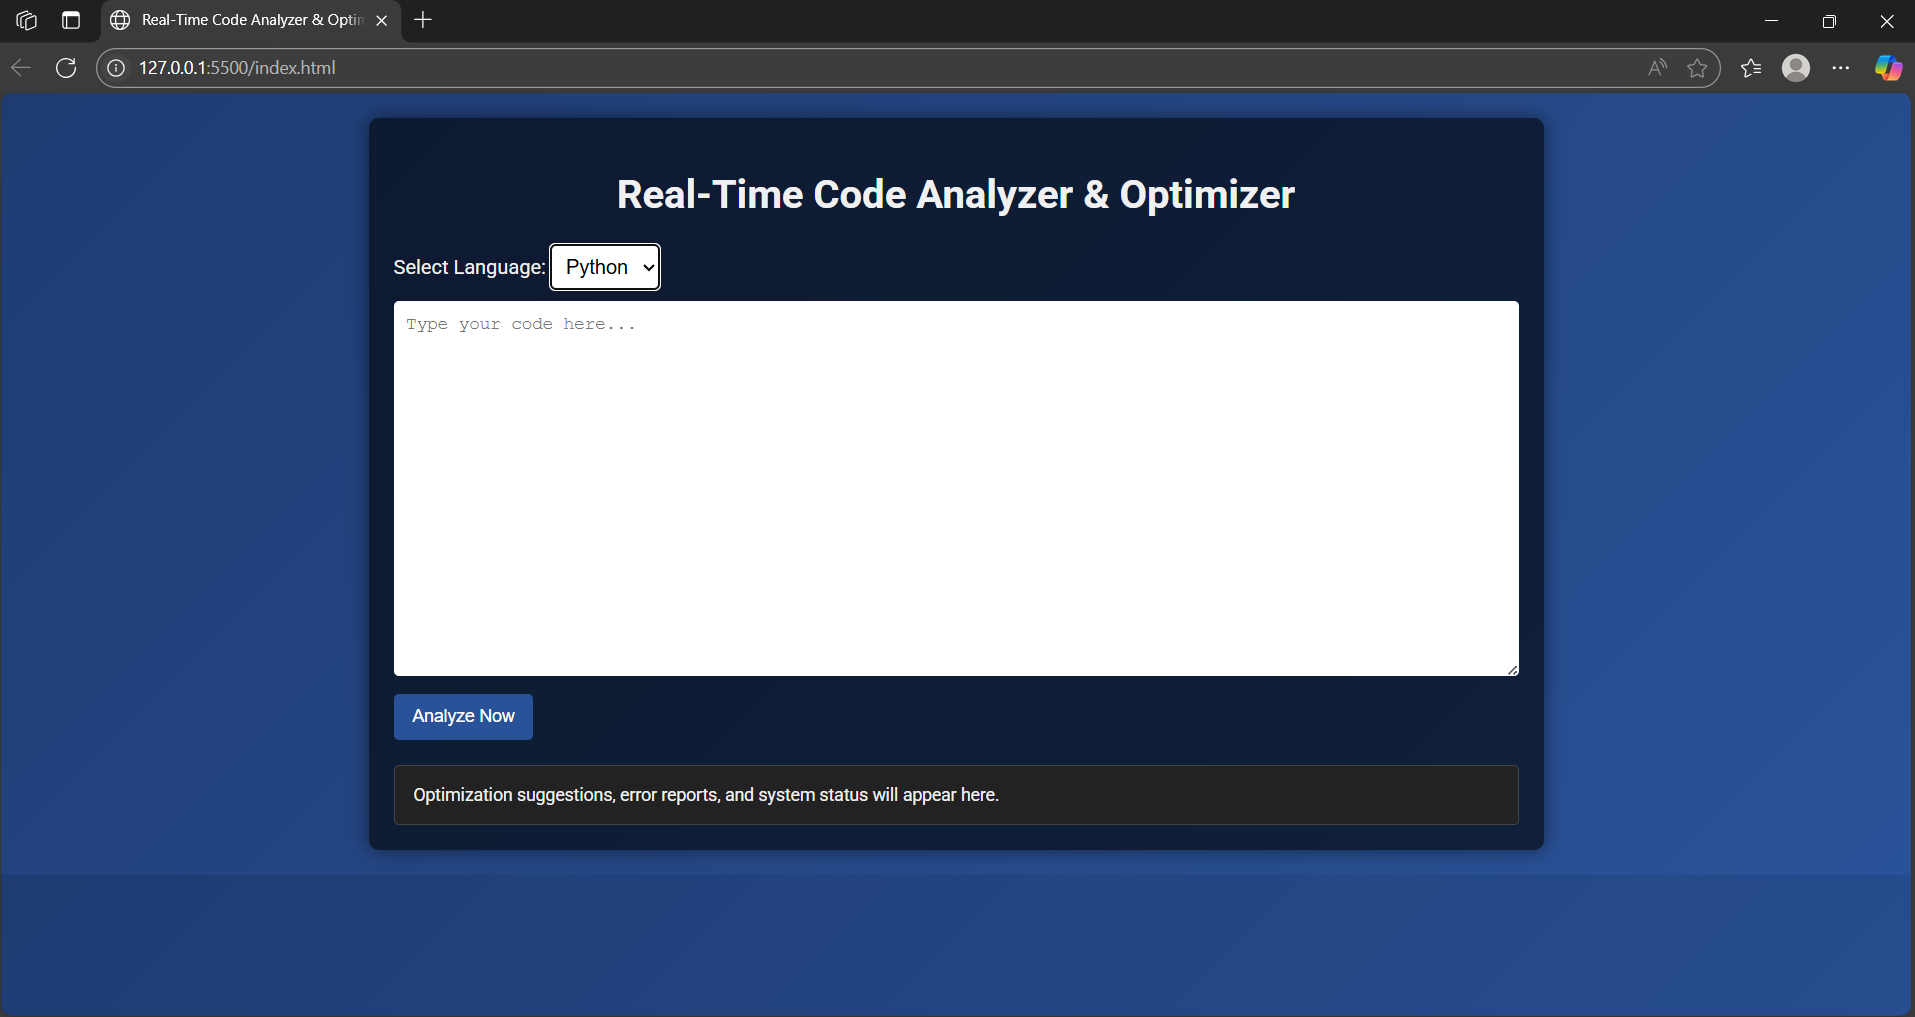 Real-Time Code Analyzer & Optim
127.0.0.1:5500/index.html
Real-Time Code Analyzer & Optimizer
Select Language: Python
Type your code here...
Analyze Now
Optimization suggestions, error reports, and system status will appear here.